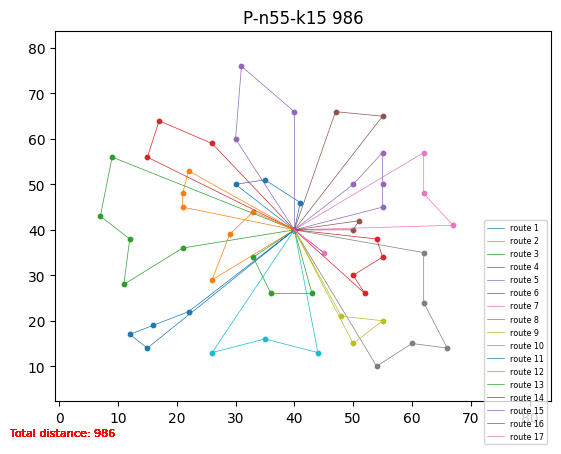 P-n55-k15 986
80
70
60
50
40
30
20
10
0
10
20
30
40
50
60
70
80
route 1
route 2
route 3
route 4
route 5
route 6
route 7
route 8
route 9
route 10
route 11
route 12
route 13
route 14
route 15
route 16
route 17
Total distance: 986